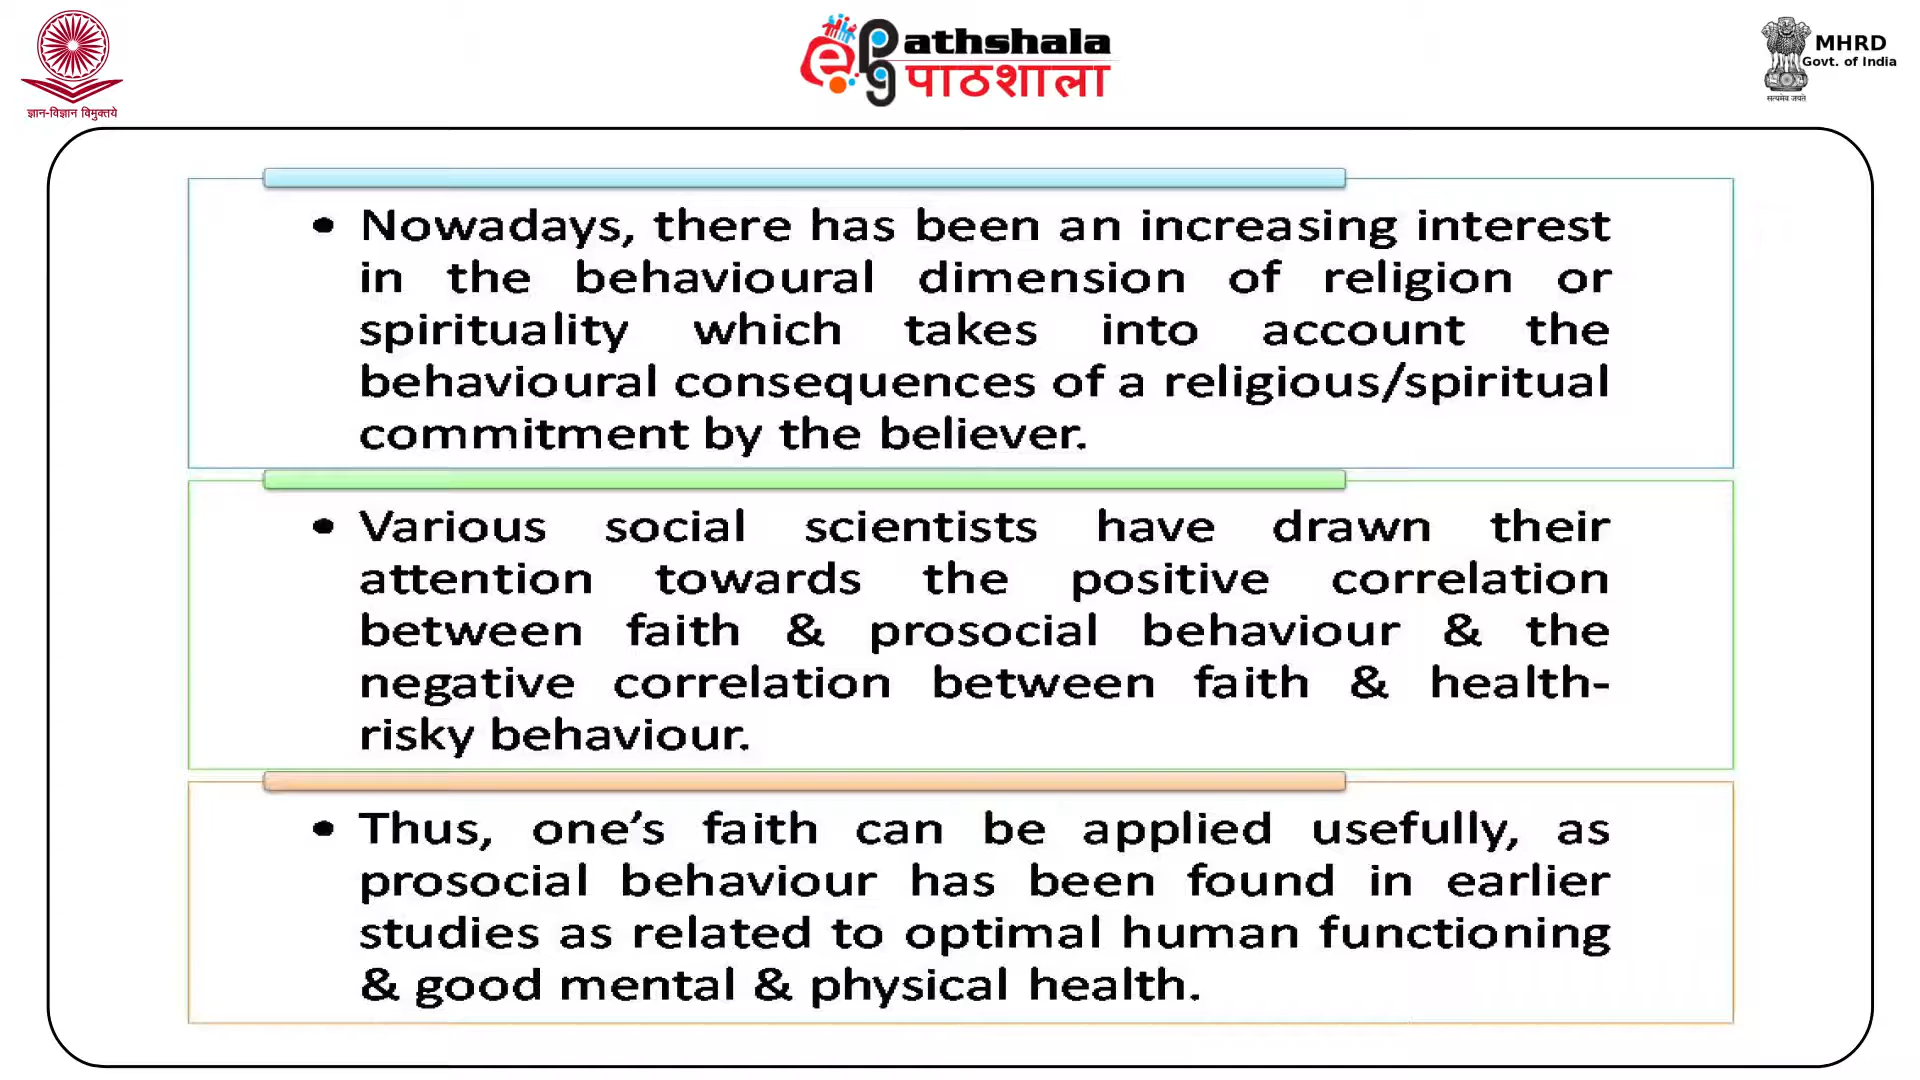 ज्ञान-विज्ञान विमुक्तये
ePG
athshala
पाठशाला
MHRD
Govt. of India
सत्यमेव जयते
• Nowadays, there has been an increasing interest
in the behavioural dimension of religion or
spirituality which takes into account the
behavioural consequences of a religious/spiritual
commitment by the believer.
• Various social scientists have drawn their
attention towards the positive correlation
between faith & prosocial behaviour & the
negative correlation between faith & health-
risky behaviour.
• Thus, one’s faith can be applied usefully, as
prosocial behaviour has been found in earlier
studies as related to optimal human functioning
& good mental & physical health.